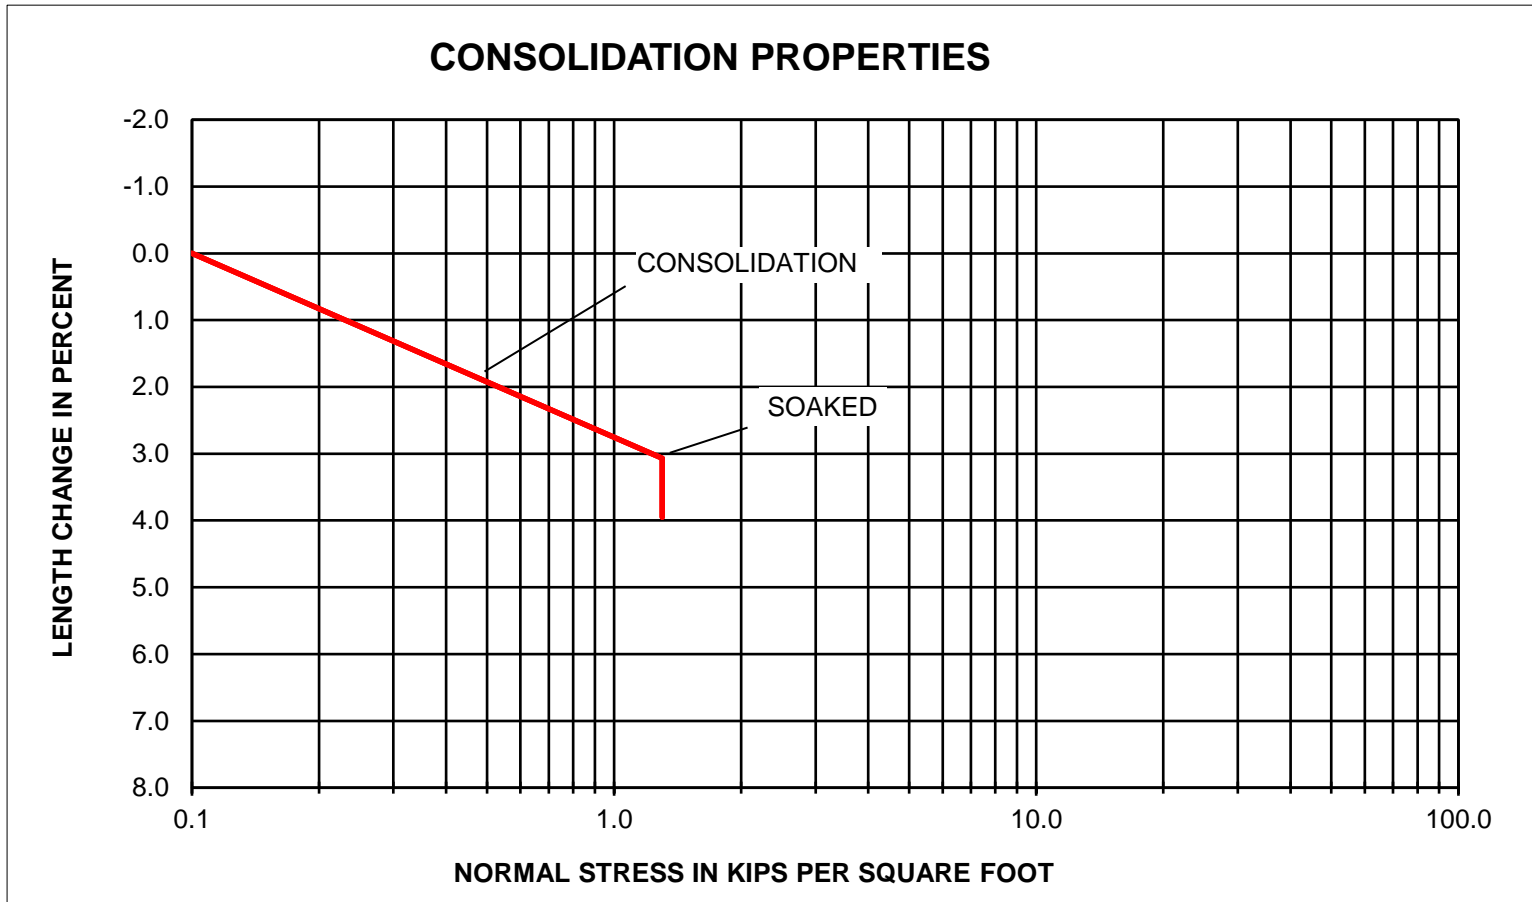 CONSOLIDATION PROPERTIES
-2.0
-1.0
0.0
CONSOLIDATION
1.0
2.0
SOAKED
3.0
4.0
5.0
6.0
7.0
8.0
LENGTH CHANGE IN PERCENT
0.1 1.0 10.0 100.0
NORMAL STRESS IN KIPS PER SQUARE FOOT